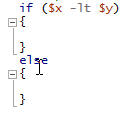 if ($x -lt $y)
{
}
else
{
}